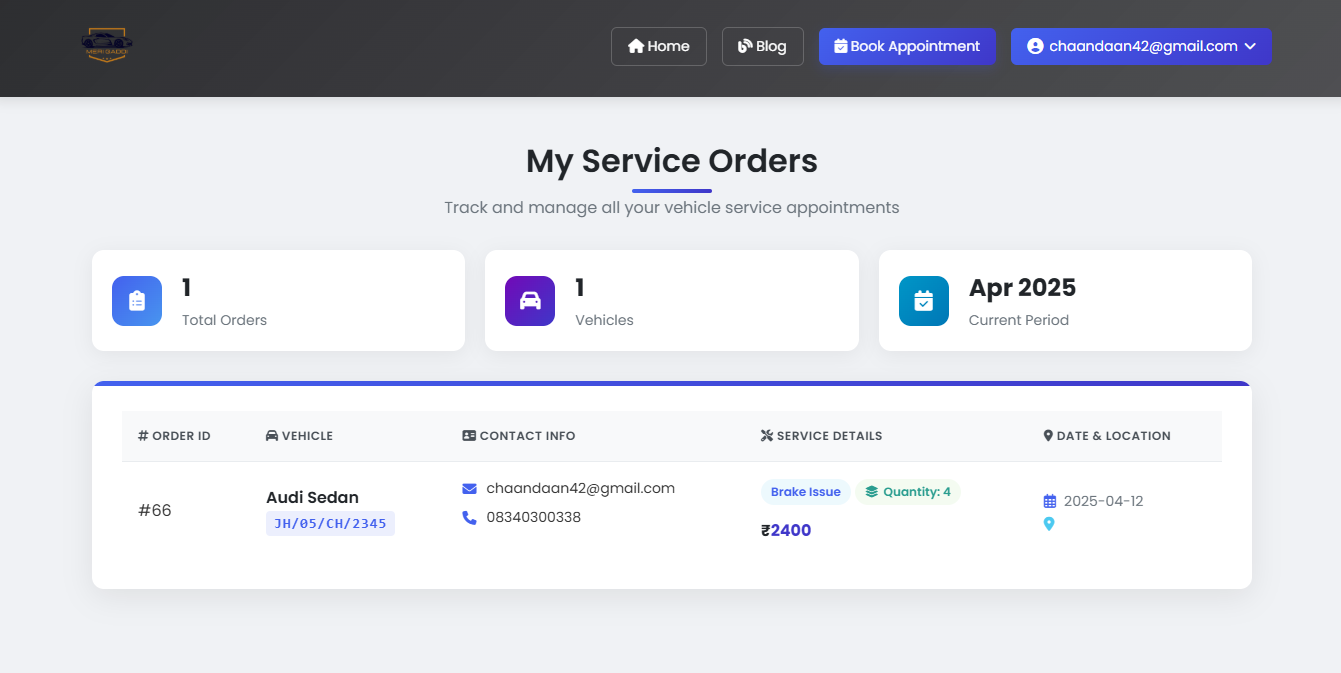 MERI GADDI
Home
Blog
Book Appointment
chaandaan42@gmail.com
My Service Orders
Track and manage all your vehicle service appointments
1
Total Orders
1
Vehicles
Apr 2025
Current Period
# ORDER ID VEHICLE CONTACT INFO SERVICE DETAILS DATE & LOCATION
#66
Audi Sedan
JH/05/CH/2345
chaandaan42@gmail.com
08340300338
Brake Issue Quantity: 4
₹2400
2025-04-12